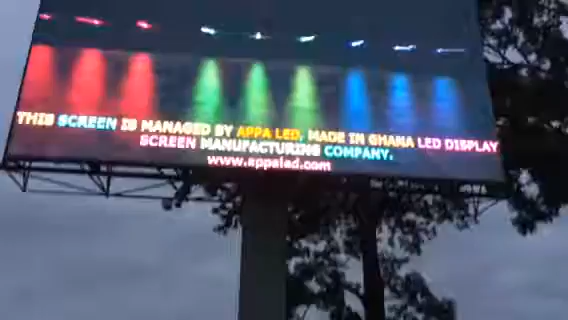 THIS SCREEN IS MANAGED BY APPA LED. MADE IN GHANA LED DISPLAY
SCREEN MANUFACTURING COMPANY.
www.appaled.com